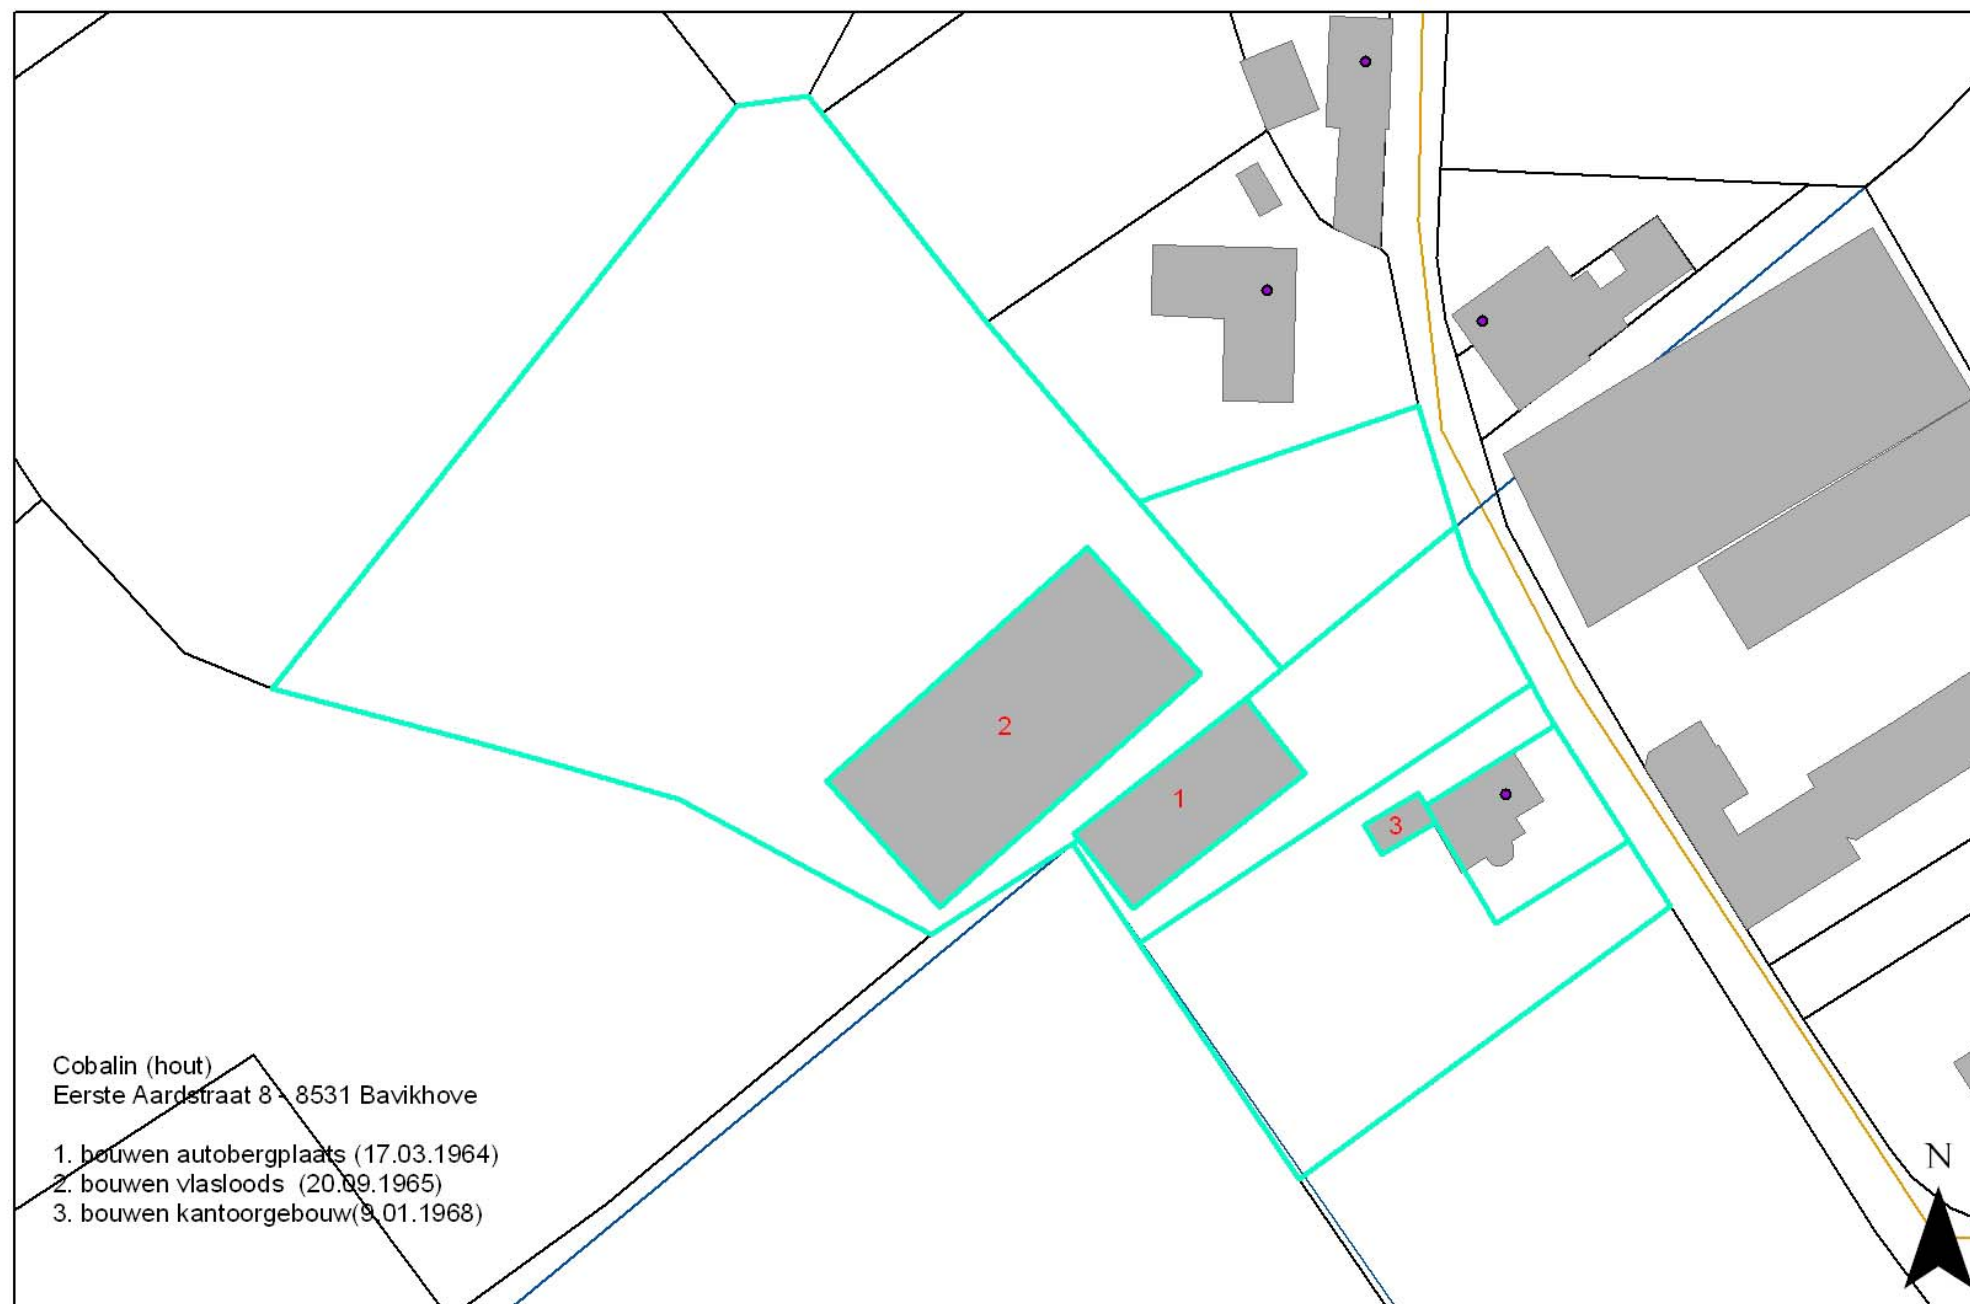 2
1
3
Cobalin (hout)
Eerste Aardstraat 8 - 8531 Bavikhove
1. bouwen autobergplaats (17.03.1964)
2. bouwen vlasloods (20.09.1965)
3. bouwen kantoorgebouw(9.01.1968)
N